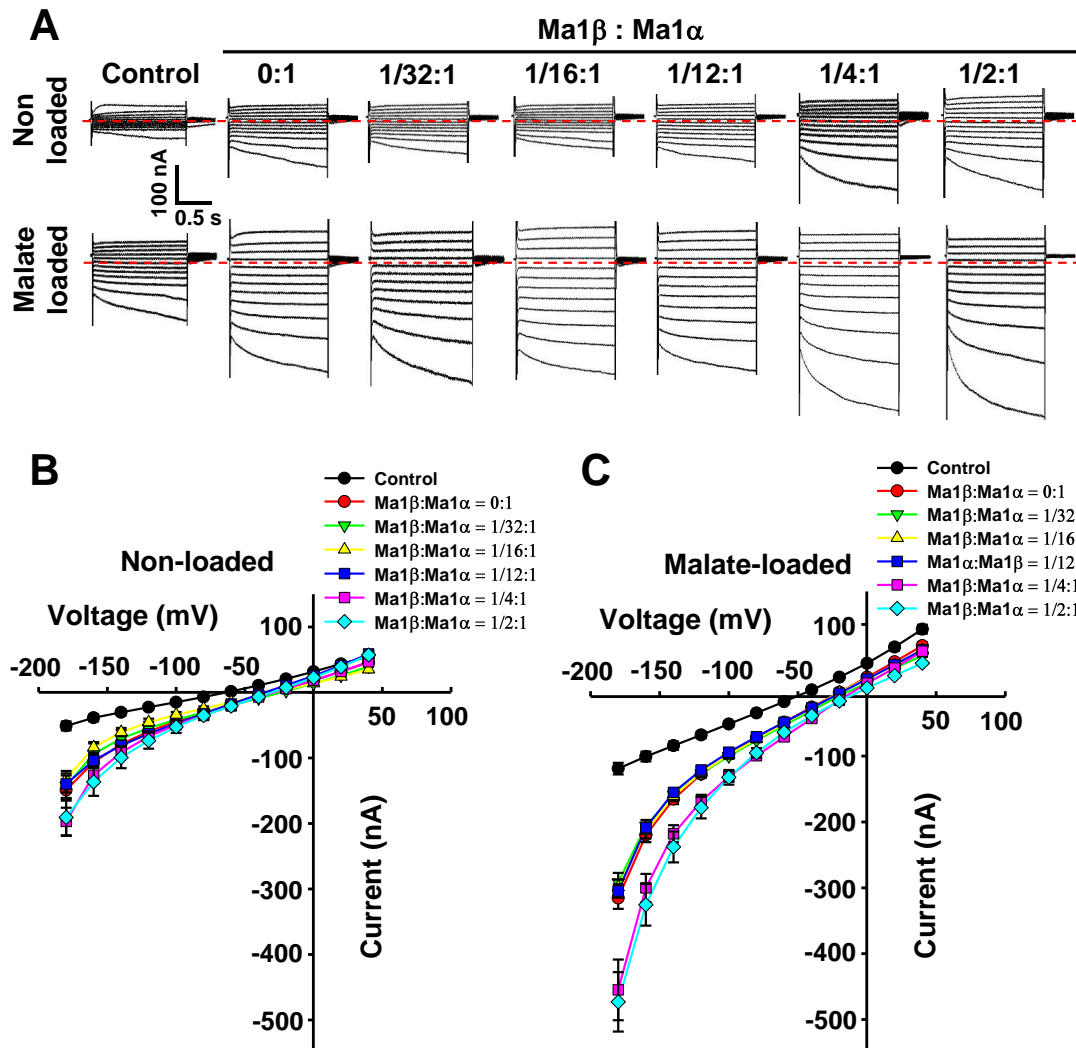 A
Ma1β : Ma1α
Control 0:1 1/32:1 1/16:1 1/12:1 1/4:1 1/2:1
Non loaded
100 nA
0.5 s
Malate loaded
B
Control
Ma1β:Ma1α = 0:1
Ma1β:Ma1α = 1/32:1
Ma1β:Ma1α = 1/16:1
Ma1β:Ma1α = 1/12:1
Ma1β:Ma1α = 1/4:1
Ma1β:Ma1α = 1/2:1
Non-loaded
Voltage (mV)
-200 -150 -100 -50 50 100
100
-100
-200
-300
-400
-500
Current (nA)
C
Control
Ma1β:Ma1α = 0:1
Ma1β:Ma1α = 1/32
Ma1β:Ma1α = 1/16
Ma1α:Ma1β = 1/12
Ma1β:Ma1α = 1/4:1
Ma1β:Ma1α = 1/2:1
Malate-loaded
Voltage (mV)
-200 -150 -100 -50 50 100
100
-100
-200
-300
-400
-500
Current (nA)